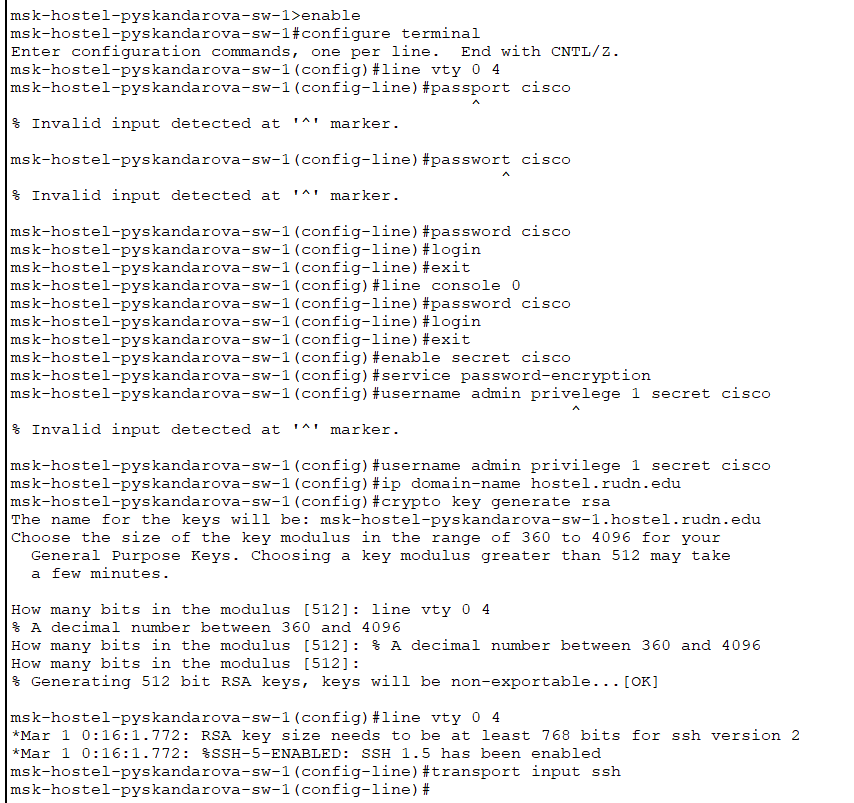 msk-hostel-pyskandarova-sw-1>enable
msk-hostel-pyskandarova-sw-1#configure terminal
Enter configuration commands, one per line.  End with CNTL/Z.
msk-hostel-pyskandarova-sw-1(config)#line vty 0 4
msk-hostel-pyskandarova-sw-1(config-line)#passport cisco
^
% Invalid input detected at '^' marker.
msk-hostel-pyskandarova-sw-1(config-line)#passwort cisco
^
% Invalid input detected at '^' marker.
msk-hostel-pyskandarova-sw-1(config-line)#password cisco
msk-hostel-pyskandarova-sw-1(config-line)#login
msk-hostel-pyskandarova-sw-1(config-line)#exit
msk-hostel-pyskandarova-sw-1(config)#line console 0
msk-hostel-pyskandarova-sw-1(config-line)#password cisco
msk-hostel-pyskandarova-sw-1(config-line)#login
msk-hostel-pyskandarova-sw-1(config-line)#exit
msk-hostel-pyskandarova-sw-1(config)#enable secret cisco
msk-hostel-pyskandarova-sw-1(config)#service password-encryption
msk-hostel-pyskandarova-sw-1(config)#username admin privelege 1 secret cisco
^
% Invalid input detected at '^' marker.
msk-hostel-pyskandarova-sw-1(config)#username admin privilege 1 secret cisco
msk-hostel-pyskandarova-sw-1(config)#ip domain-name hostel.rudn.edu
msk-hostel-pyskandarova-sw-1(config)#crypto key generate rsa
The name for the keys will be: msk-hostel-pyskandarova-sw-1.hostel.rudn.edu
Choose the size of the key modulus in the range of 360 to 4096 for your
General Purpose Keys. Choosing a key modulus greater than 512 may take
a few minutes.
How many bits in the modulus [512]: line vty 0 4
% A decimal number between 360 and 4096
How many bits in the modulus [512]: % A decimal number between 360 and 4096
How many bits in the modulus [512]:
% Generating 512 bit RSA keys, keys will be non-exportable...[OK]
msk-hostel-pyskandarova-sw-1(config)#line vty 0 4
*Mar 1 0:16:1.772: RSA key size needs to be at least 768 bits for ssh version 2
*Mar 1 0:16:1.772: %SSH-5-ENABLED: SSH 1.5 has been enabled
msk-hostel-pyskandarova-sw-1(config-line)#transport input ssh
msk-hostel-pyskandarova-sw-1(config-line)#